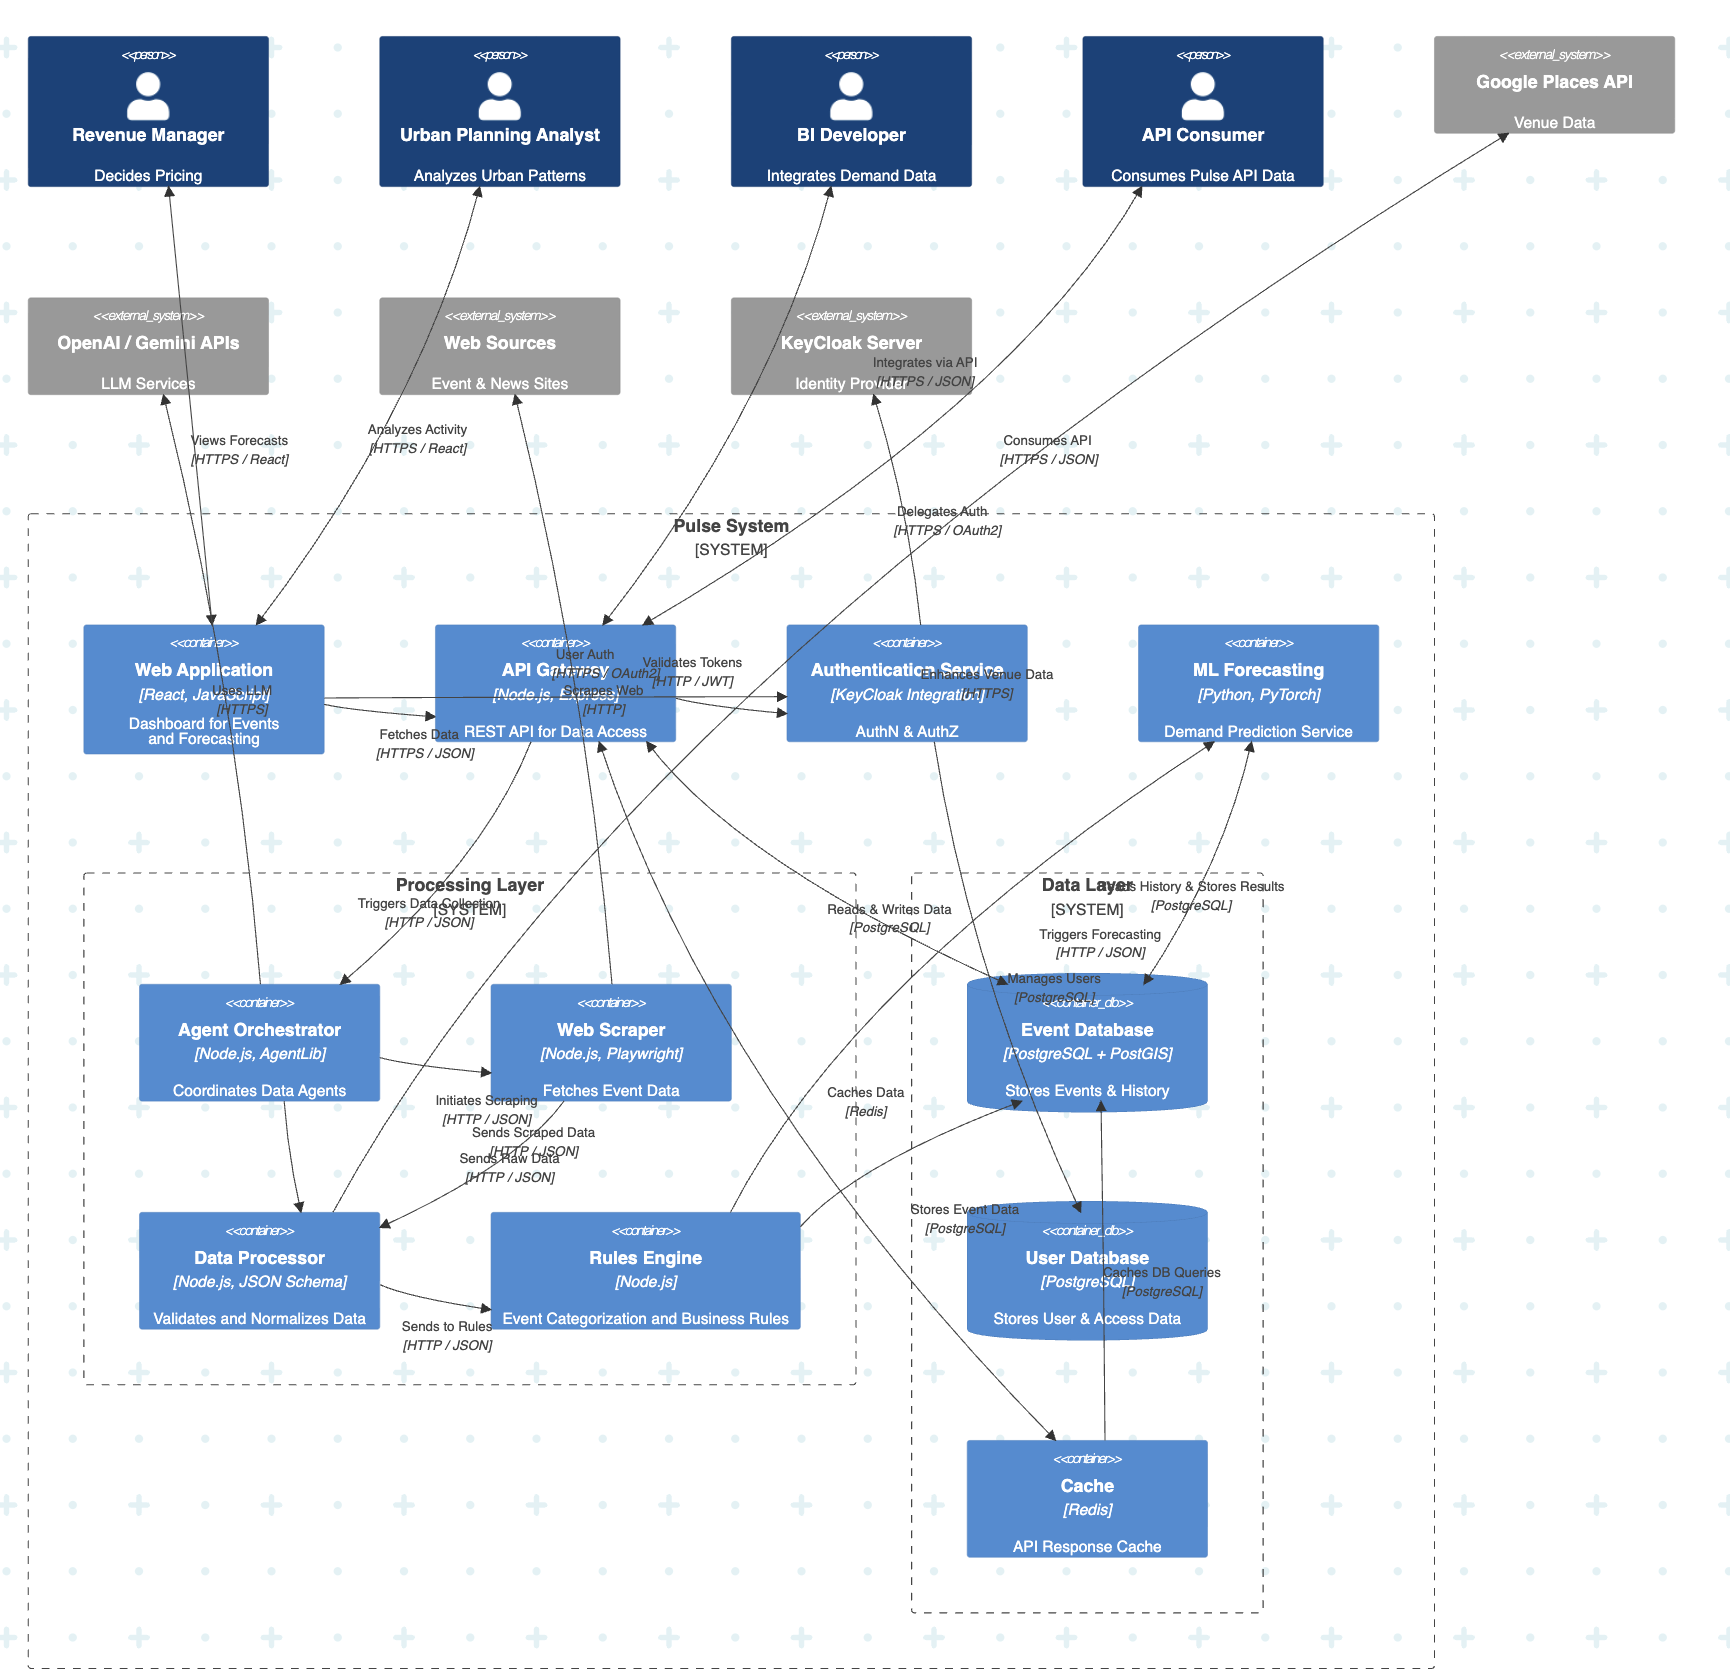 <<person>>
Revenue Manager
Decides Pricing
<<person>>
Urban Planning Analyst
Analyzes Urban Patterns
<<person>>
BI Developer
Integrates Demand Data
<<person>>
API Consumer
Consumes Pulse API Data
<<external_system>>
Google Places API
Venue Data
<<external_system>>
OpenAI / Gemini APIs
LLM Services
<<external_system>>
Web Sources
Event & News Sites
<<external_system>>
KeyCloak Server
Identity Provider
Integrates via API
[HTTPS / JSON]
Views Forecasts
[HTTPS / React]
Analyzes Activity
[HTTPS / React]
Consumes API
[HTTPS / JSON]
Delegates Auth
[HTTPS / OAuth2]
Pulse System
[SYSTEM]
<<container>>
Web Application
[React, JavaScript]
Dashboard for Events
and Forecasting
Uses LLM
[HTTPS]
<<container>>
API Gateway
[Node.js, Express]
REST API for Data Access
User Auth
[HTTPS / OAuth2]
Scrapes Web
[HTTP]
Validates Tokens
[HTTP / JWT]
Fetches Data
[HTTPS / JSON]
<<container>>
Authentication Service
[KeyCloak Integration]
AuthN & AuthZ
Enhances Venue Data
[HTTPS]
<<container>>
ML Forecasting
[Python, PyTorch]
Demand Prediction Service
Processing Layer
[SYSTEM]
Triggers Data Collection
[HTTP / JSON]
Data Layer
[SYSTEM]
Reads History & Stores Results
[PostgreSQL]
Reads & Writes Data
[PostgreSQL]
Triggers Forecasting
[HTTP / JSON]
Manages Users
[PostgreSQL]
<<container>>
Agent Orchestrator
[Node.js, AgentLib]
Coordinates Data Agents
<<container>>
Web Scraper
[Node.js, Playwright]
Fetches Event Data
<<container_db>>
Event Database
[PostgreSQL + PostGIS]
Stores Events & History
Initiates Scraping
[HTTP / JSON]
Sends Scraped Data
[HTTP / JSON]
Sends Raw Data
[HTTP / JSON]
Caches Data
[Redis]
<<container>>
Data Processor
[Node.js, JSON Schema]
Validates and Normalizes Data
<<container>>
Rules Engine
[Node.js]
Event Categorization and Business Rules
Sends to Rules
[HTTP / JSON]
Stores Event Data
[PostgreSQL]
<<container_db>>
User Database
[PostgreSQL]
Stores User & Access Data
Caches DB Queries
[PostgreSQL]
<<container>>
Cache
[Redis]
API Response Cache